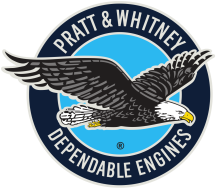 PRATT & WHITNEY
DEPENDABLE ENGINES
®